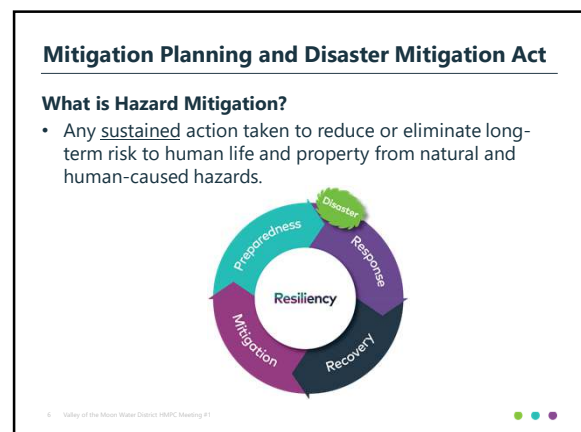 Mitigation Planning and Disaster Mitigation Act
What is Hazard Mitigation?
• Any sustained action taken to reduce or eliminate long-
term risk to human life and property from natural and
human-caused hazards.
Disaster
Preparedness
Response
Resiliency
Mitigation
Recovery
6 Valley of the Moon Water District HMPC Meeting #1